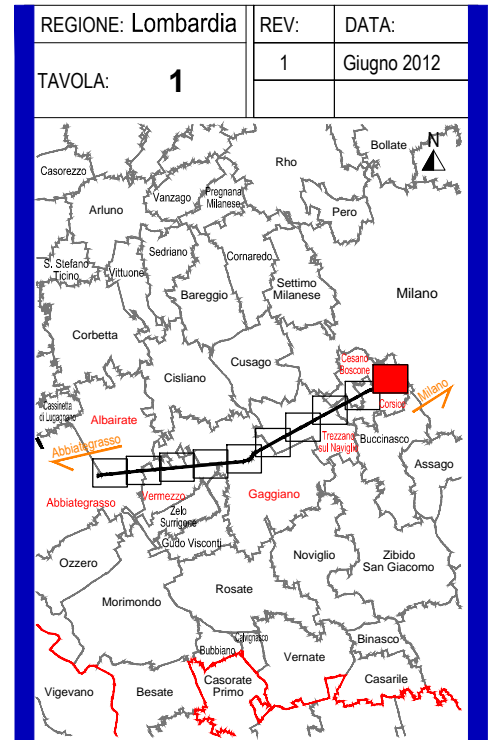 REGIONE: Lombardia
REV:
DATA:
TAVOLA:
1
1
Giugno 2012
N
Bollate
Rho
Casorezzo
Vanzago
Pregnana
Milanese
Arluno
Pero
Sedriano
Cornaredo
S. Stefano
Ticino
Vittuone
Settimo
Milanese
Bareggio
Milano
Corbetta
Cusago
Cesano
Boscone
Cisliano
Corsico
Milano
Cassinetta
di Lugagnano
Albairate
Trezzano
sul Naviglio
Buccinasco
Abbiategrasso
Assago
Abbiategrasso
Vermezzo
Gaggiano
Zelo
Surrigone
Gudo Visconti
Ozzero
Noviglio
Zibido
San Giacomo
Rosate
Morimondo
Calvignasco
Bubbiano
Binasco
Vernate
Vigevano
Besate
Casorate
Primo
Casarile